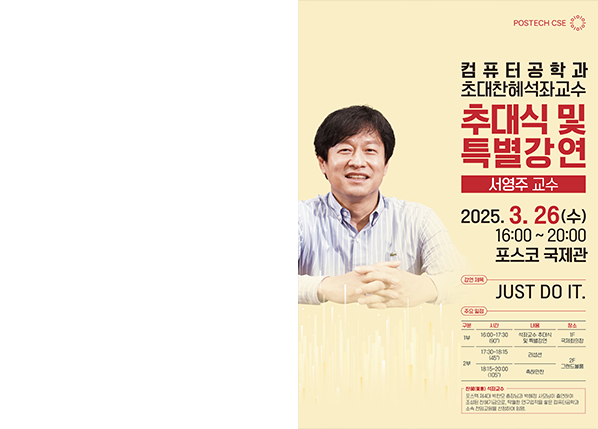 POSTECH CSE
컴퓨터공학과
초대찬혜석좌교수
추대식 및
특별강연
서영주 교수
2025. 3. 26(수)
16:00 ~ 20:00
포스코 국제관
강연 제목
JUST DO IT.
주요 일정
구분 시간 내용 장소
1부 16:00~17:30 (90') 석좌교수 추대식 및 특별강연 1F 국제회의장
2부 17:30~18:15 (45') 리셉션 2F 그랜드볼룸
18:15~20:00 (105') 축하만찬
석좌교수